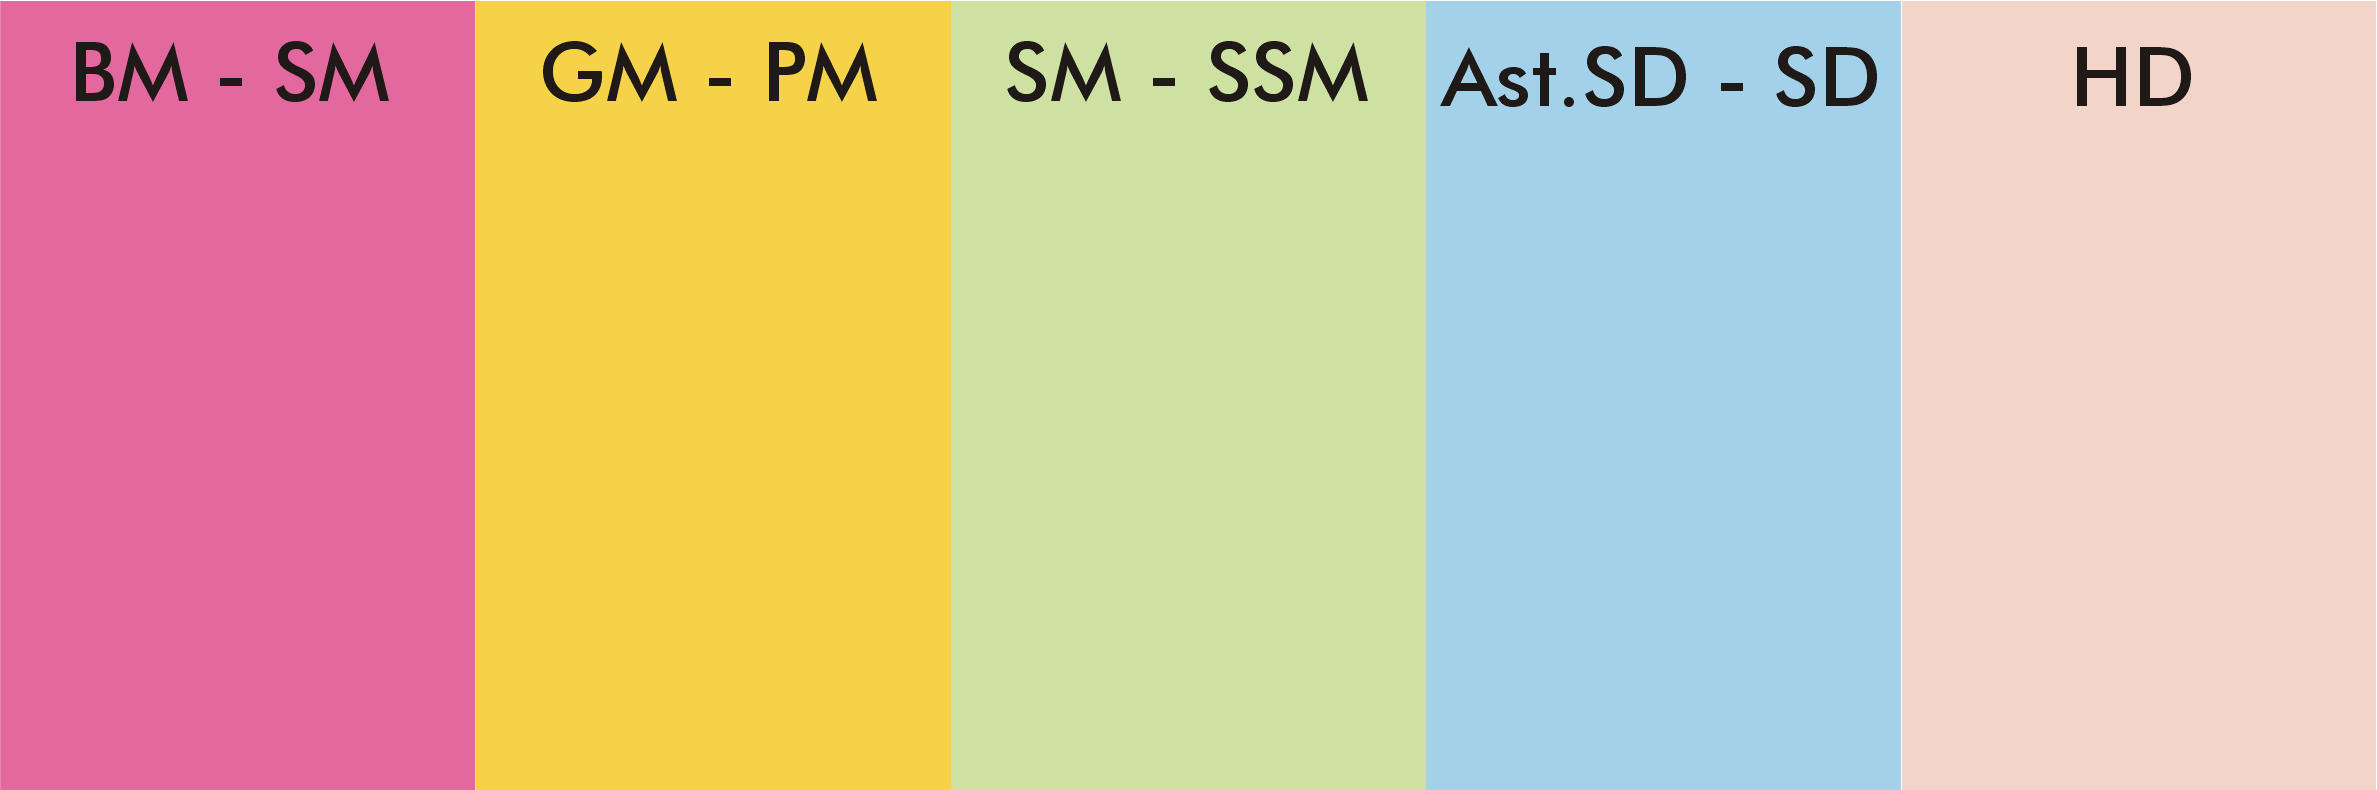 BM - SM
GM - PM
SM - SSM
Ast.SD - SD
HD